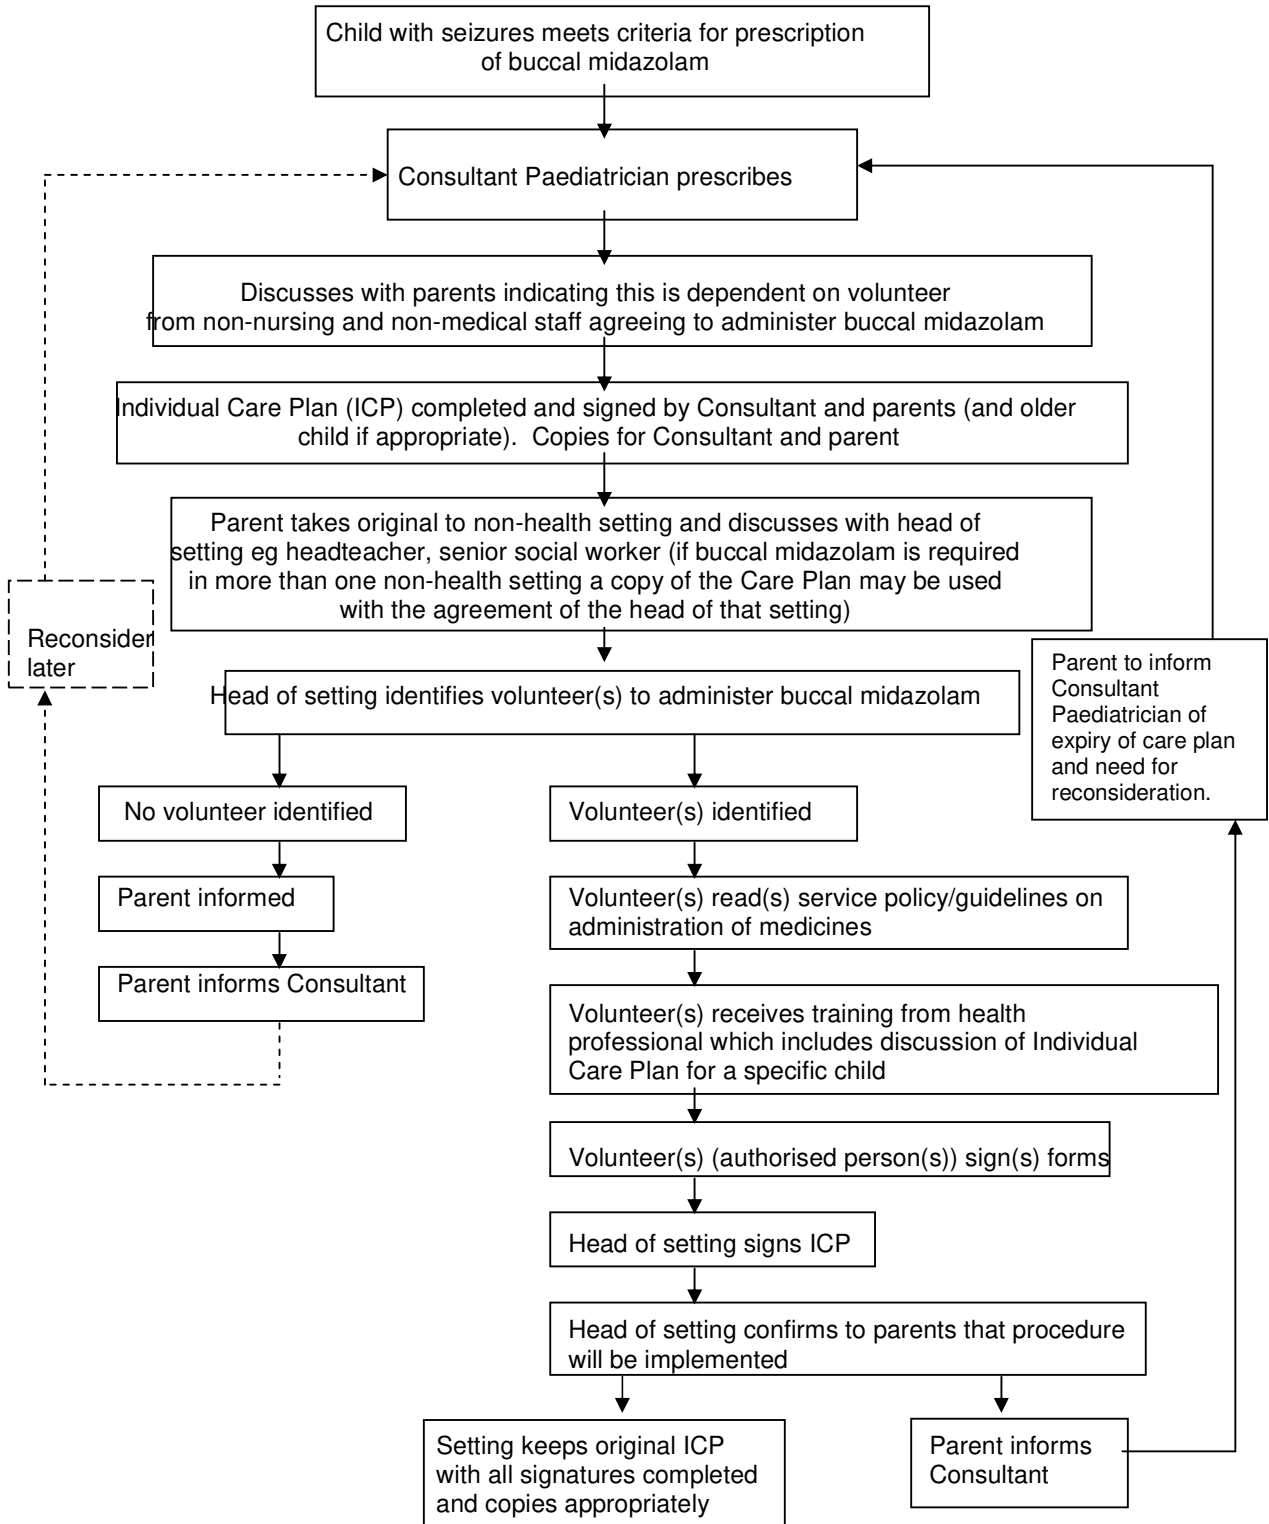 Child with seizures meets criteria for prescription
of buccal midazolam
Consultant Paediatrician prescribes
Discusses with parents indicating this is dependent on volunteer
from non-nursing and non-medical staff agreeing to administer buccal midazolam
Individual Care Plan (ICP) completed and signed by Consultant and parents (and older
child if appropriate).  Copies for Consultant and parent
Parent takes original to non-health setting and discusses with head of
setting eg headteacher, senior social worker (if buccal midazolam is required
in more than one non-health setting a copy of the Care Plan may be used
with the agreement of the head of that setting)
Reconsider
later
Head of setting identifies volunteer(s) to administer buccal midazolam
Parent to inform
Consultant
Paediatrician of
expiry of care plan
and need for
reconsideration.
No volunteer identified
Parent informed
Parent informs Consultant
Volunteer(s) identified
Volunteer(s) read(s) service policy/guidelines on
administration of medicines
Volunteer(s) receives training from health
professional which includes discussion of Individual
Care Plan for a specific child
Volunteer(s) (authorised person(s)) sign(s) forms
Head of setting signs ICP
Head of setting confirms to parents that procedure
will be implemented
Setting keeps original ICP
with all signatures completed
and copies appropriately
Parent informs
Consultant